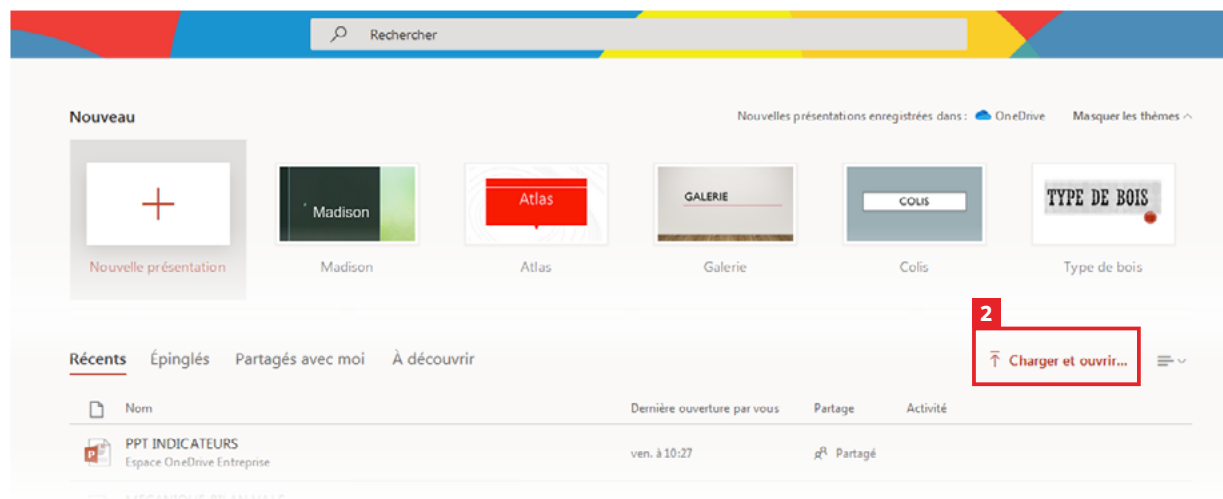 Rechercher
Nouveau
Nouvelles présentations enregistrées dans : OneDrive Masquer les thèmes
Madison
Atlas
GALERIE
COLIS
TYPE DE BOIS
Nouvelle présentation Madison Atlas Galerie Colis Type de bois
2
Récents Épinglés Partagés avec moi À découvrir Charger et ouvrir...
Nom Dernière ouverture par vous Partage Activité
PPT INDICATEURS
Espace OneDrive Entreprise ven. à 10:27 Partagé